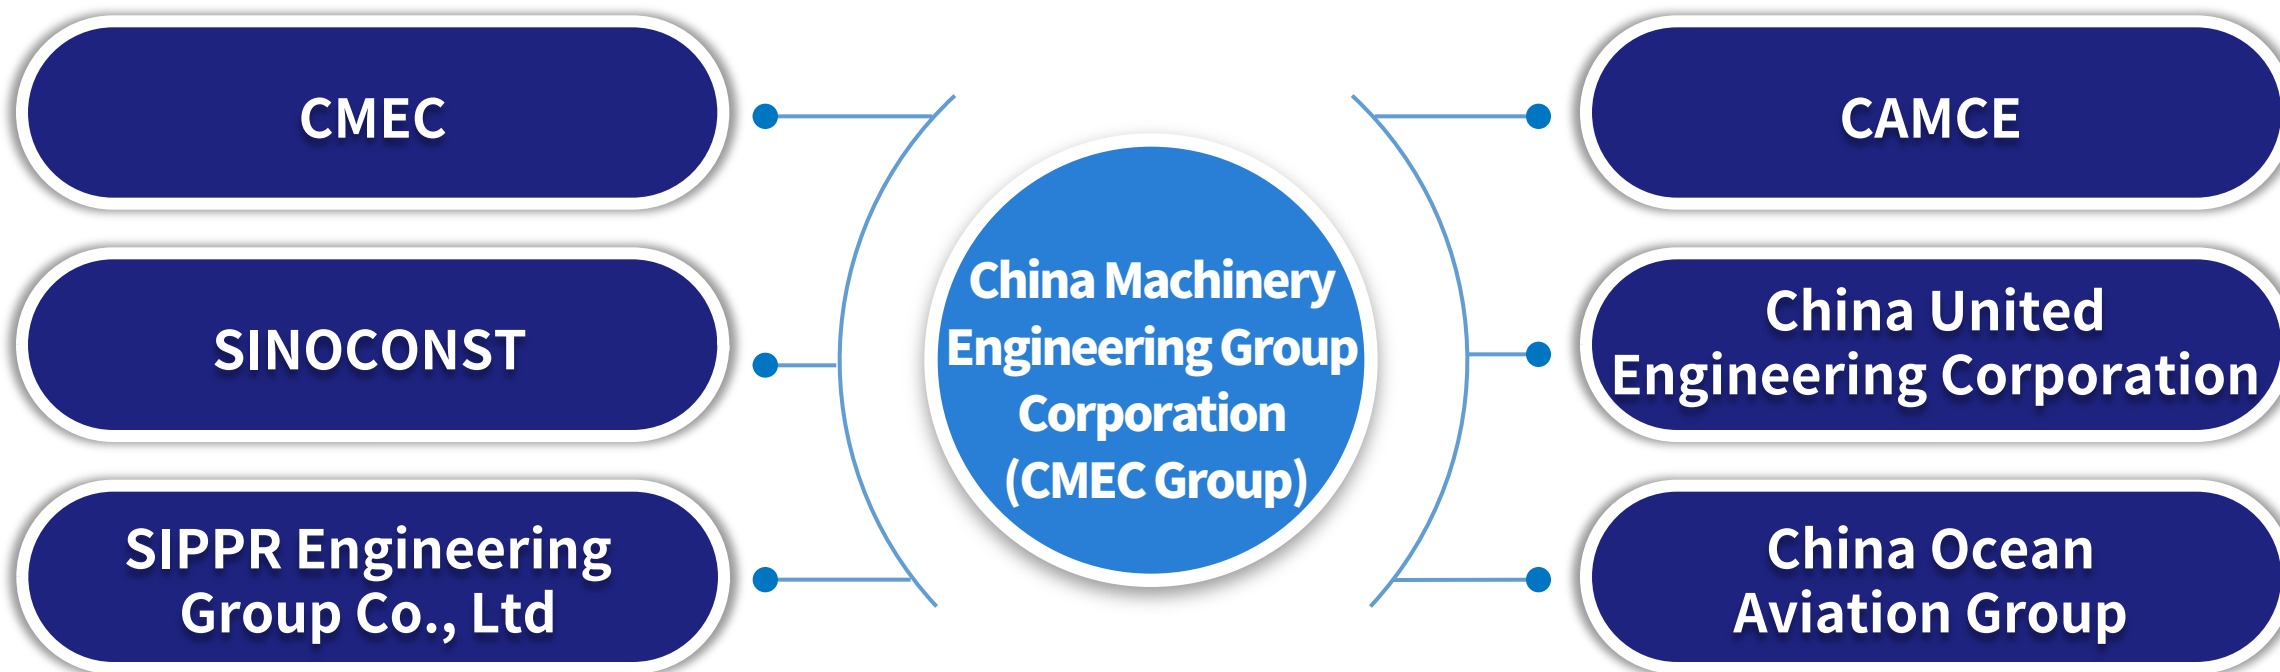 CMEC
SINOCONST
SIPPR Engineering
Group Co., Ltd
China Machinery
Engineering Group
Corporation
(CMEC Group)
CAMCE
China United
Engineering Corporation
China Ocean
Aviation Group